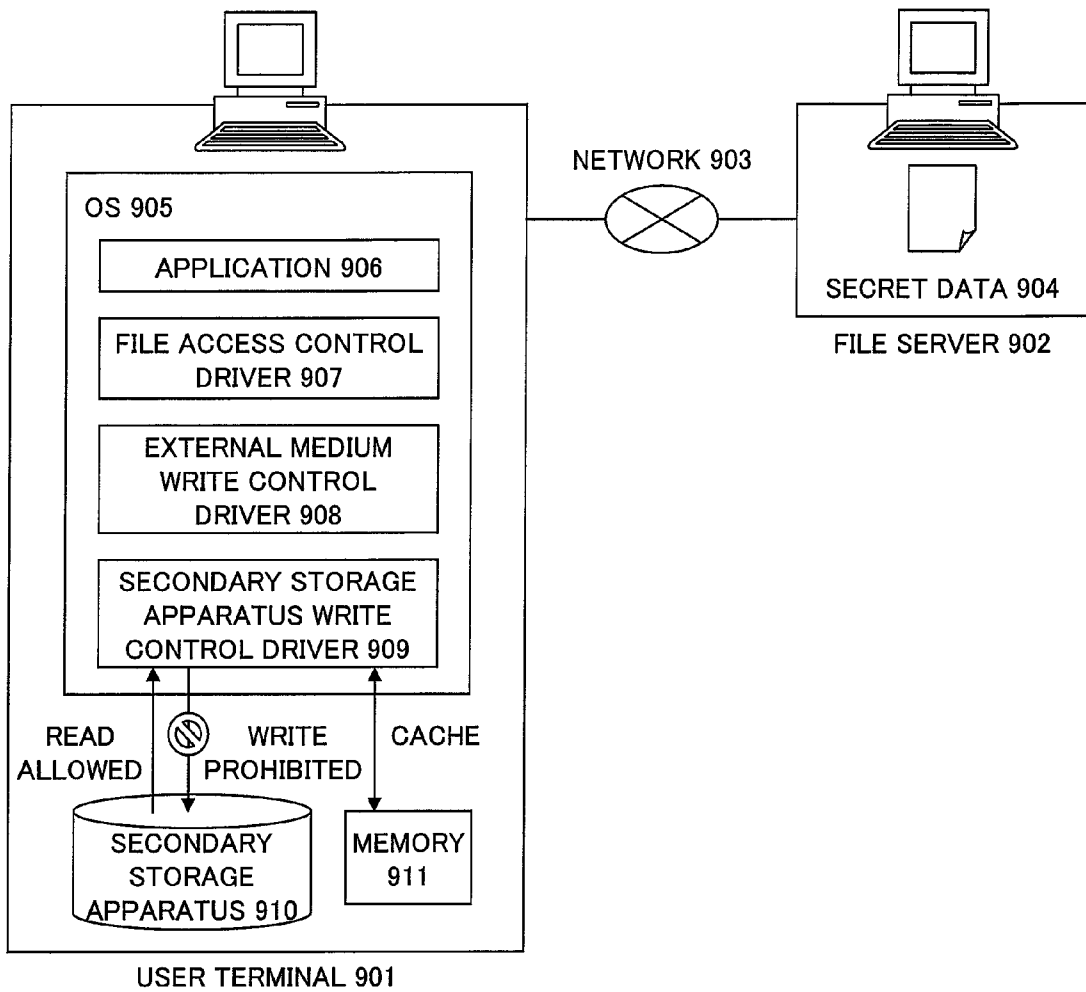 NETWORK 903
OS 905
APPLICATION 906
FILE ACCESS CONTROL
DRIVER 907
EXTERNAL MEDIUM
WRITE CONTROL
DRIVER 908
SECONDARY STORAGE
APPARATUS WRITE
CONTROL DRIVER 909
READ
ALLOWED
WRITE
PROHIBITED
CACHE
SECONDARY
STORAGE
APPARATUS 910
MEMORY
911
USER TERMINAL 901
SECRET DATA 904
FILE SERVER 902